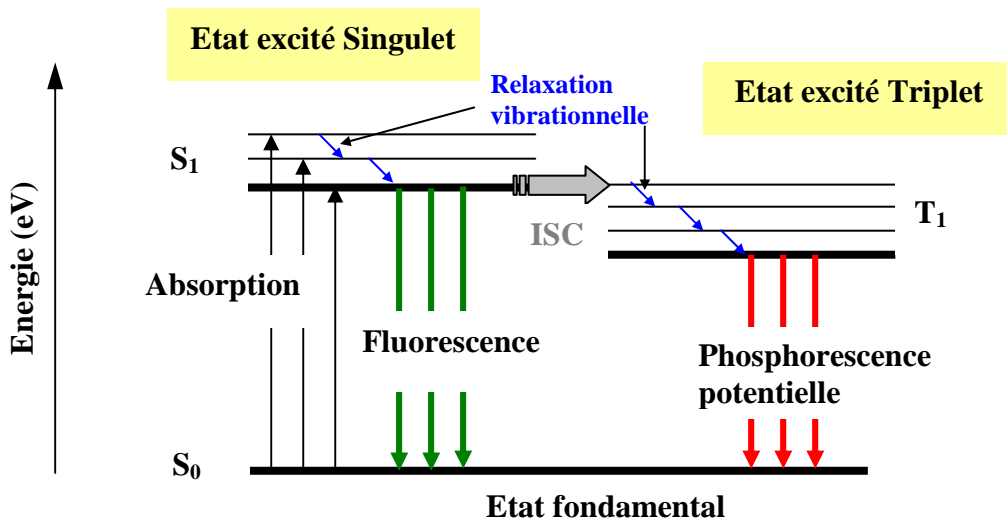 Etat excité Singulet
Relaxation
vibrationnelle
Etat excité Triplet
S1
T1
ISC
Energie (eV)
Absorption
Fluorescence
Phosphorescence
potentielle
S0
Etat fondamental